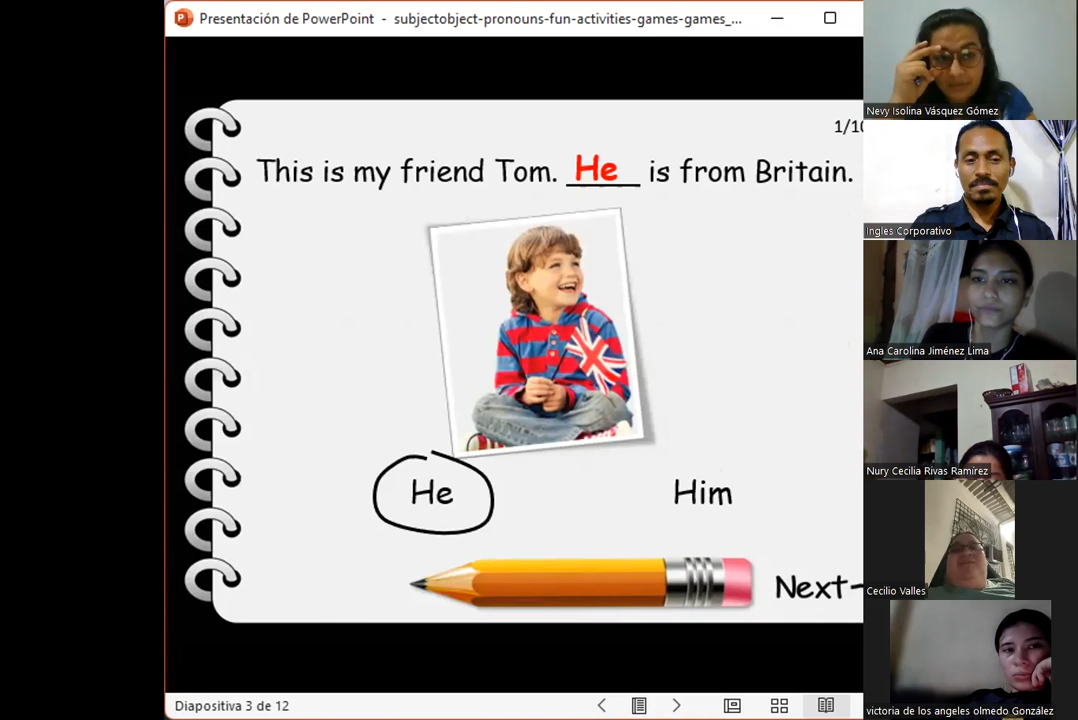 Presentación de PowerPoint - subjectobject-pronouns-fun-activities-games-games_...
1/10
This is my friend Tom. He is from Britain.
He
Him
Next
Diapositiva 3 de 12
Nevy Isolina Vásquez Gómez
Ingles Corporativo
Ana Carolina Jiménez Lima
Nury Cecilia Rivas Ramírez
Cecilio Valles
victoria de los angeles olmedo González